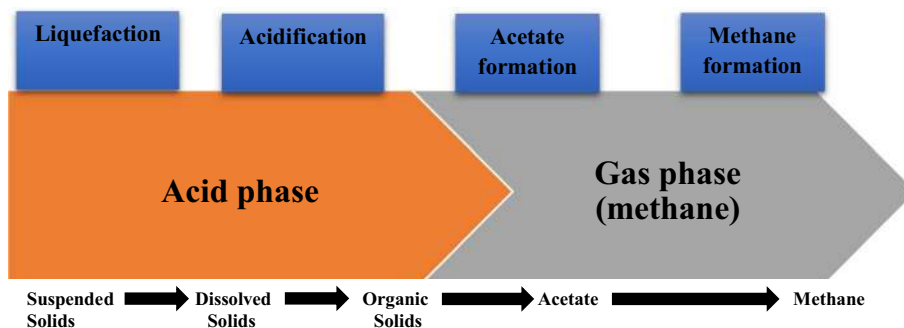 Liquefaction
Acidification
Acetate
formation
Methane
formation
Acid phase
Gas phase
(methane)
Suspended
Solids
Dissolved
Solids
Organic
Solids
Acetate
Methane